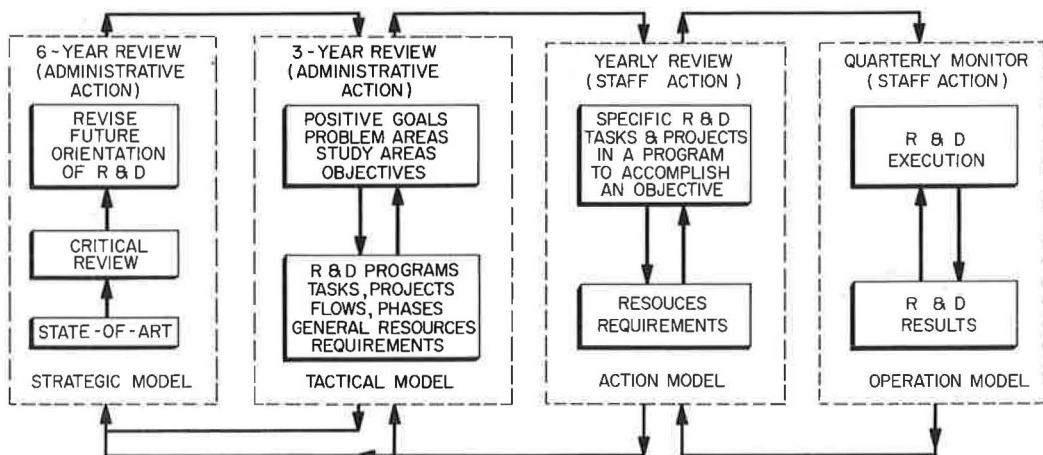 6-YEAR REVIEW
(ADMINISTRATIVE
ACTION)
REVISE
FUTURE
ORIENTATION
OF R & D
CRITICAL
REVIEW
STATE-OF-ART
STRATEGIC MODEL
3-YEAR REVIEW
(ADMINISTRATIVE
ACTION)
POSITIVE GOALS
PROBLEM AREAS
STUDY AREAS
OBJECTIVES
R & D PROGRAMS
TASKS, PROJECTS
FLOWS, PHASES
GENERAL RESOURCES
REQUIREMENTS
TACTICAL MODEL
YEARLY REVIEW
(STAFF ACTION)
SPECIFIC R & D
TASKS & PROJECTS
IN A PROGRAM
TO ACCOMPLISH
AN OBJECTIVE
RESOUCES
REQUIREMENTS
ACTION MODEL
QUARTERLY MONITOR
(STAFF ACTION)
R & D
EXECUTION
R & D
RESULTS
OPERATION MODEL